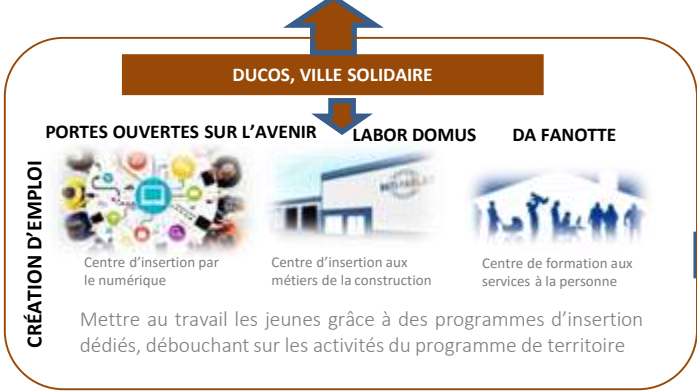 DUCOS, VILLE SOLIDAIRE
PORTES OUVERTES SUR L'AVENIR
LABOR DOMUS
DA FANOTTE
CRÉATION D'EMPLOI
Centre d'insertion par
le numérique
Centre d'insertion aux
métiers de la construction
Centre de formation aux
services à la personne
Mettre au travail les jeunes grâce à des programmes d'insertion
dédiés, débouchant sur les activités du programme de territoire